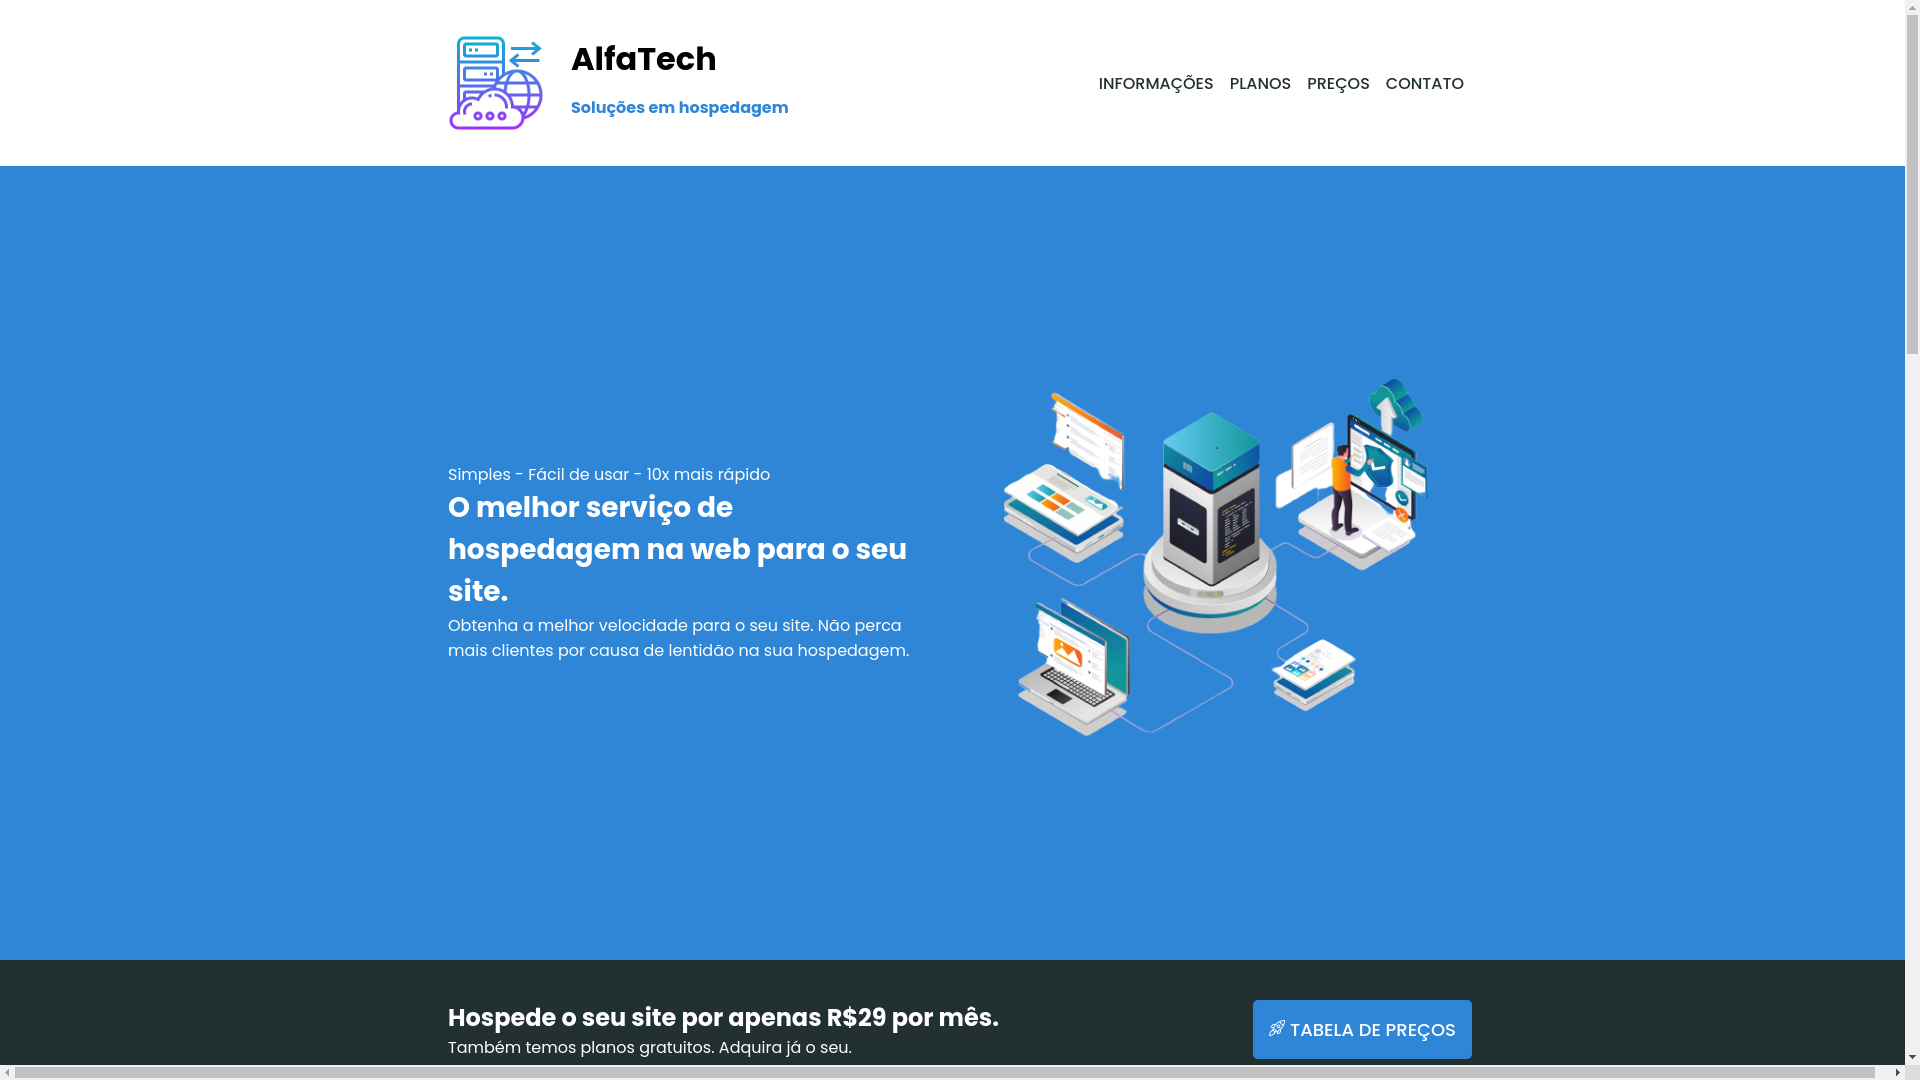 AlfaTech
Soluções em hospedagem
INFORMAÇÕES PLANOS PREÇOS CONTATO
Simples - Fácil de usar - 10x mais rápido
O melhor serviço de
hospedagem na web para o seu
site.
Obtenha a melhor velocidade para o seu site. Não perca
mais clientes por causa de lentidão na sua hospedagem.
Hospede o seu site por apenas R$29 por mês.
Também temos planos gratuitos. Adquira já o seu.
TABELA DE PREÇOS